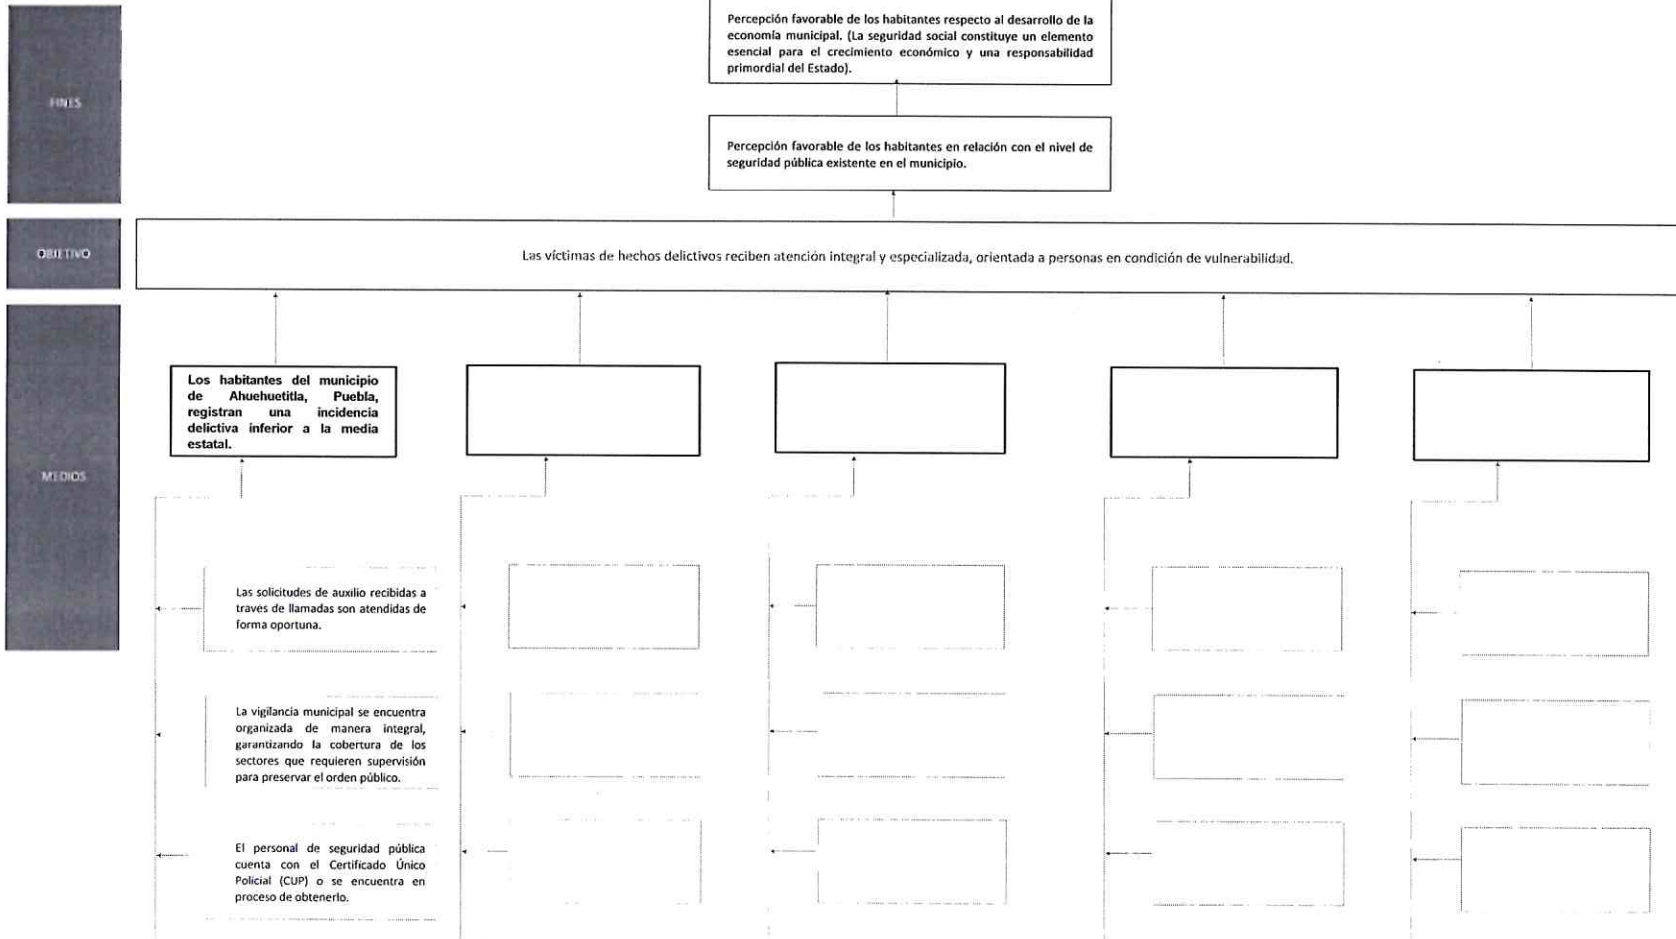 Percepción favorable de los habitantes respecto al desarrollo de la
economía municipal. (La seguridad social constituye un elemento
esencial para el crecimiento económico y una responsabilidad
primordial del Estado).
FINES
Percepción favorable de los habitantes en relación con el nivel de
seguridad pública existente en el municipio.
OBJETIVO
Las víctimas de hechos delictivos reciben atención integral y especializada, orientada a personas en condición de vulnerabilidad.
Los habitantes del municipio
de Ahuehuetitla, Puebla,
registran una incidencia
delictiva inferior a la media
estatal.
MEDIOS
Las solicitudes de auxilio recibidas a
traves de llamadas son atendidas de
forma oportuna.
La vigilancia municipal se encuentra
organizada de manera integral,
garantizando la cobertura de los
sectores que requieren supervisión
para preservar el orden público.
El personal de seguridad pública
cuenta con el Certificado Único
Policial (CUP) o se encuentra en
proceso de obtenerlo.